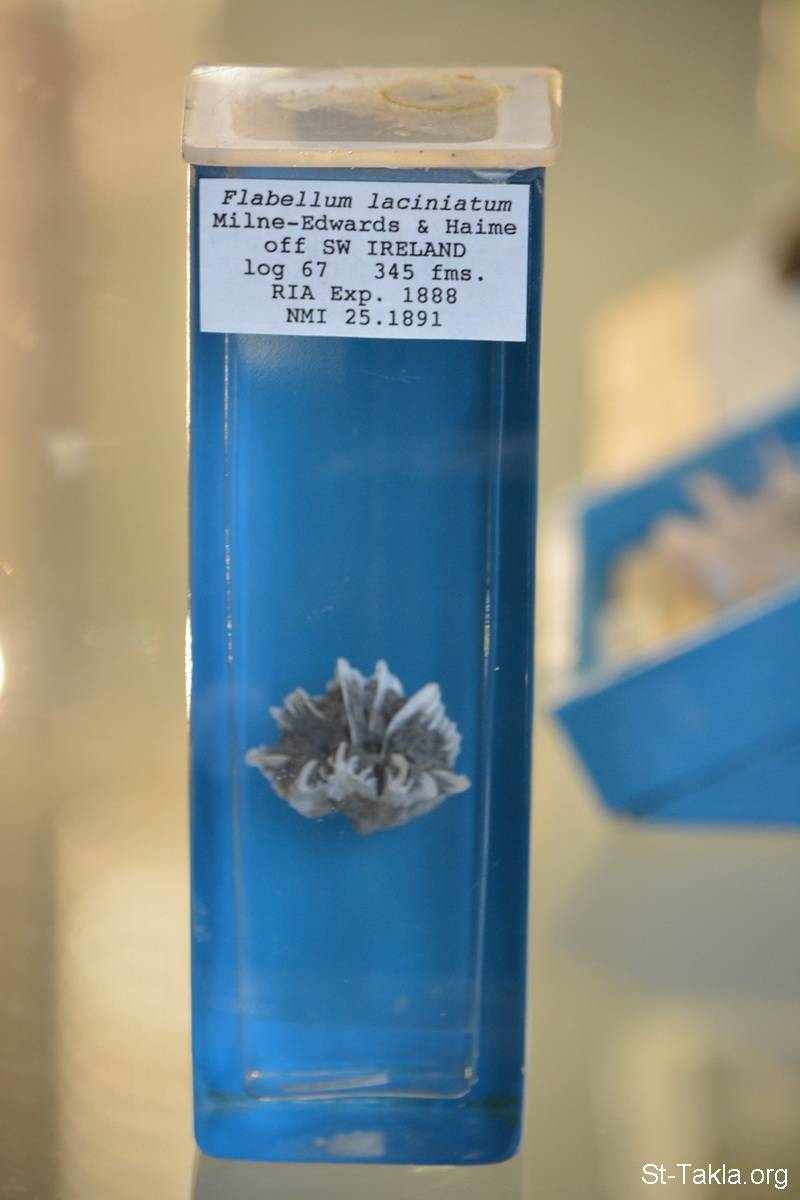 Flabellum laciniatum
Milne-Edwards & Haime
off SW IRELAND
log 67 345 fms.
RIA Exp. 1888
NMI 25.1891
St-Takla.org